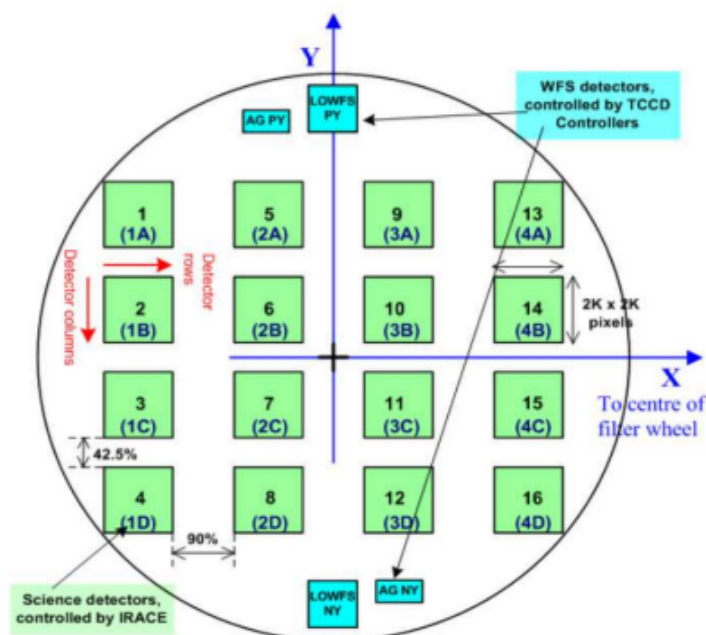 Y
WFS detectors,
controlled by TCCD
Controllers
LOWFS
PY
AG PY
1
(1A)
5
(2A)
9
(3A)
13
(4A)
Detector
rows
Detector columns
2
(1B)
6
(2B)
10
(3B)
14
(4B)
2K x 2K
pixels
X
To centre of
filter wheel
3
(1C)
7
(2C)
11
(3C)
15
(4C)
42.5%
4
(1D)
8
(2D)
12
(3D)
16
(4D)
90%
LOWFS
NY
AG NY
Science detectors,
controlled by IRACE